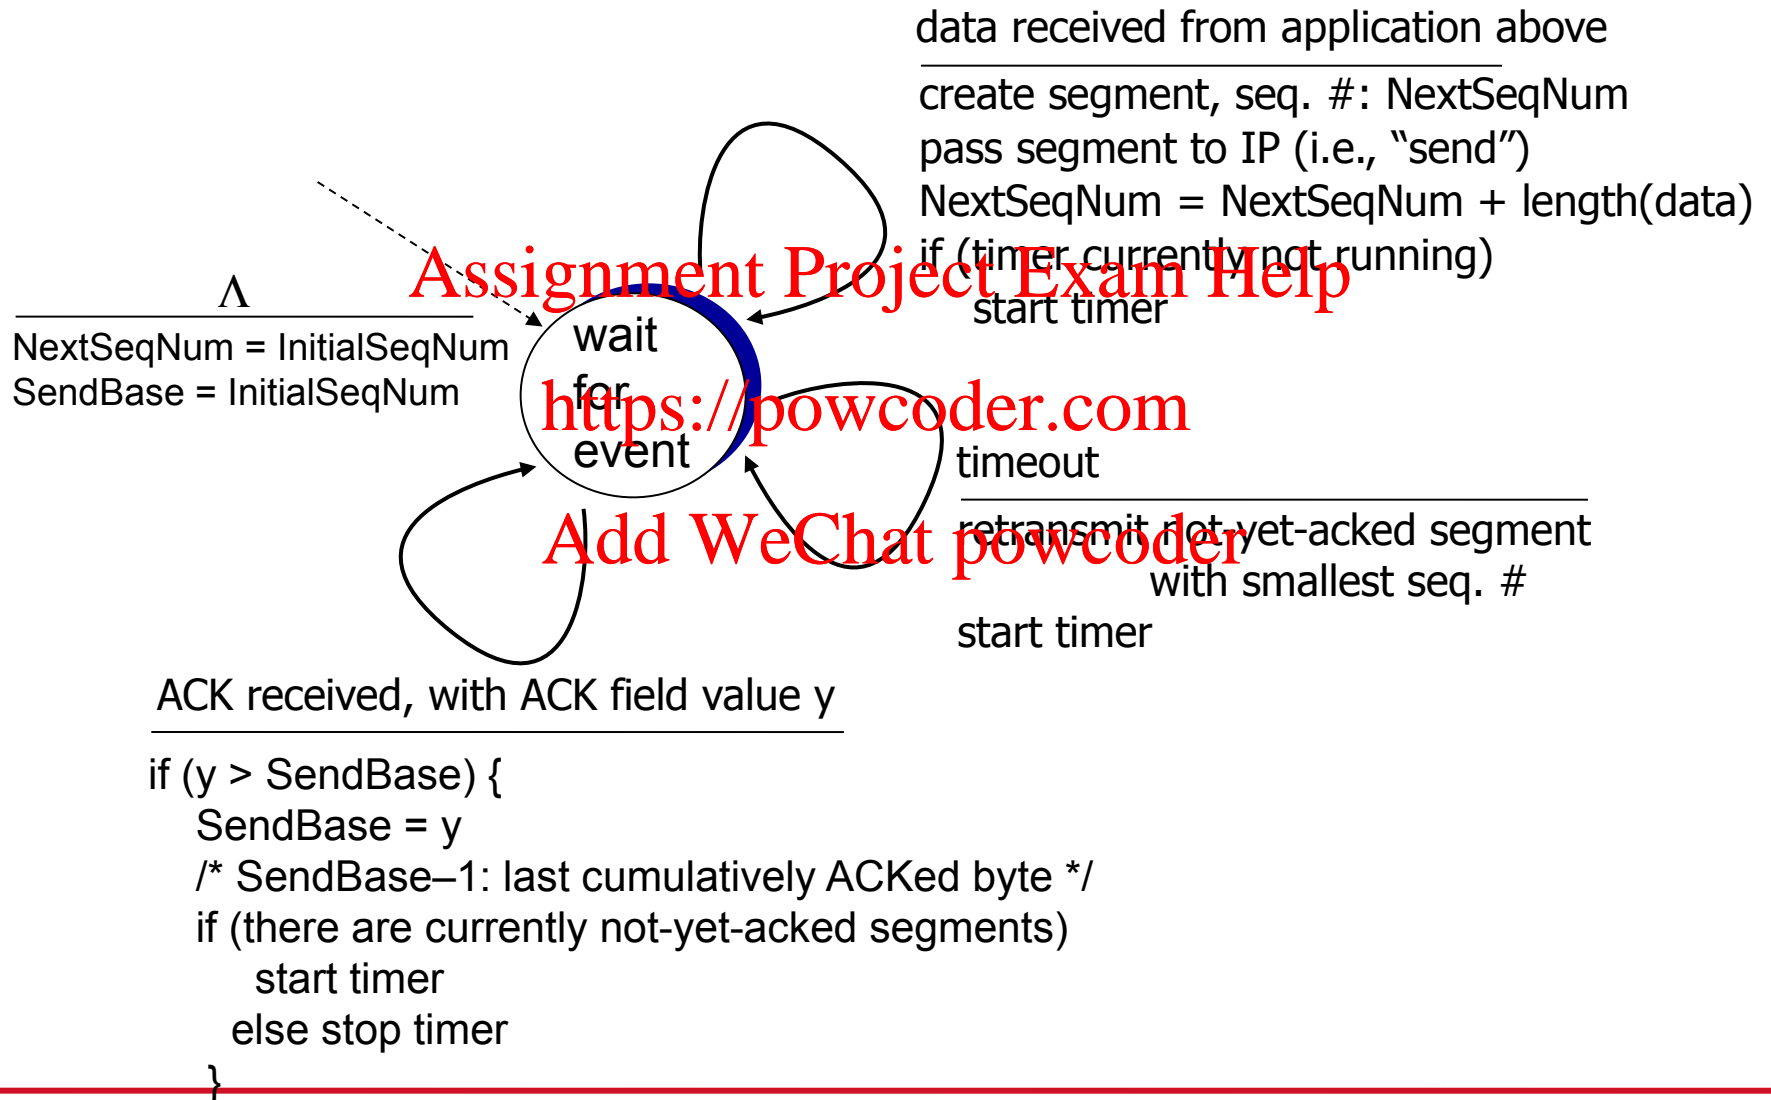 data received from application above
create segment, seq. #: NextSeqNum
pass segment to IP (i.e., “send”)
NextSeqNum = NextSeqNum + length(data)
if (timer currently not running)
start timer
Assignment Project Exam Help
Λ
NextSeqNum = InitialSeqNum
SendBase = InitialSeqNum
wait
for
event
https://powcoder.com
timeout
retransmit not-yet-acked segment
with smallest seq. #
start timer
Add WeChat powcoder
ACK received, with ACK field value y
if (y > SendBase) {
SendBase = y
/* SendBase–1: last cumulatively ACKed byte */
if (there are currently not-yet-acked segments)
start timer
else stop timer
}